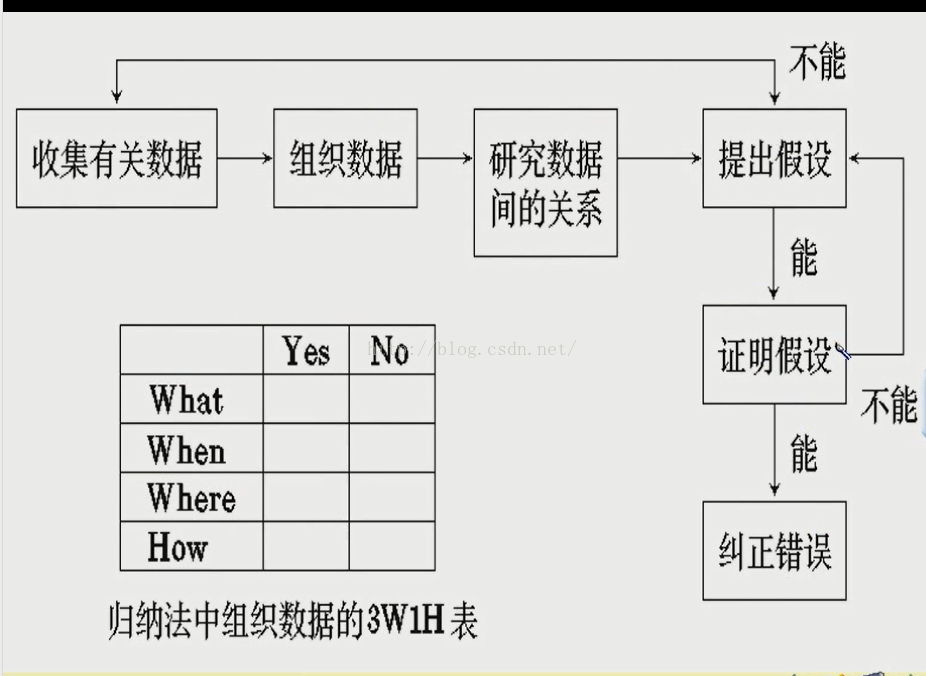 不能
收集有关数据
组织数据
研究数据
间的关系
提出假设
能
证明假设
不能
能
纠正错误
Yes No
What
When
Where
How
归纳法中组织数据的3W1H表
://blog.csdn.net/